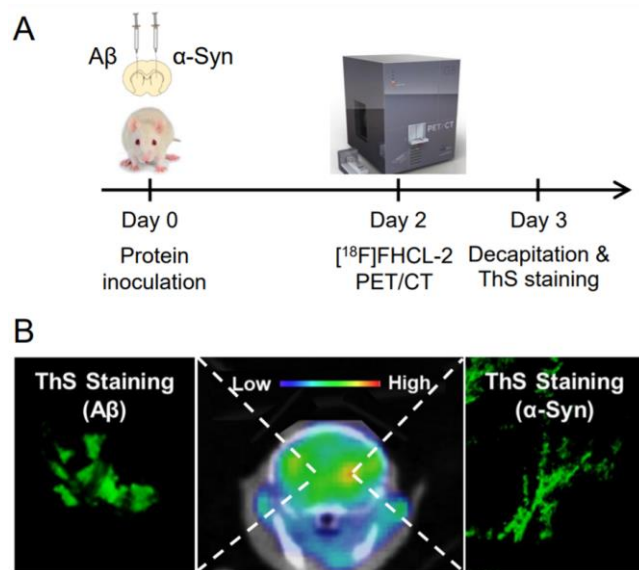 A
Aβ
α-Syn
PET/CT
Day 0
Day 2
Day 3
Protein
inoculation
[¹⁸F]FHCL-2
PET/CT
Decapitation &
ThS staining
B
ThS Staining
(Aβ)
Low
High
ThS Staining
(α-Syn)